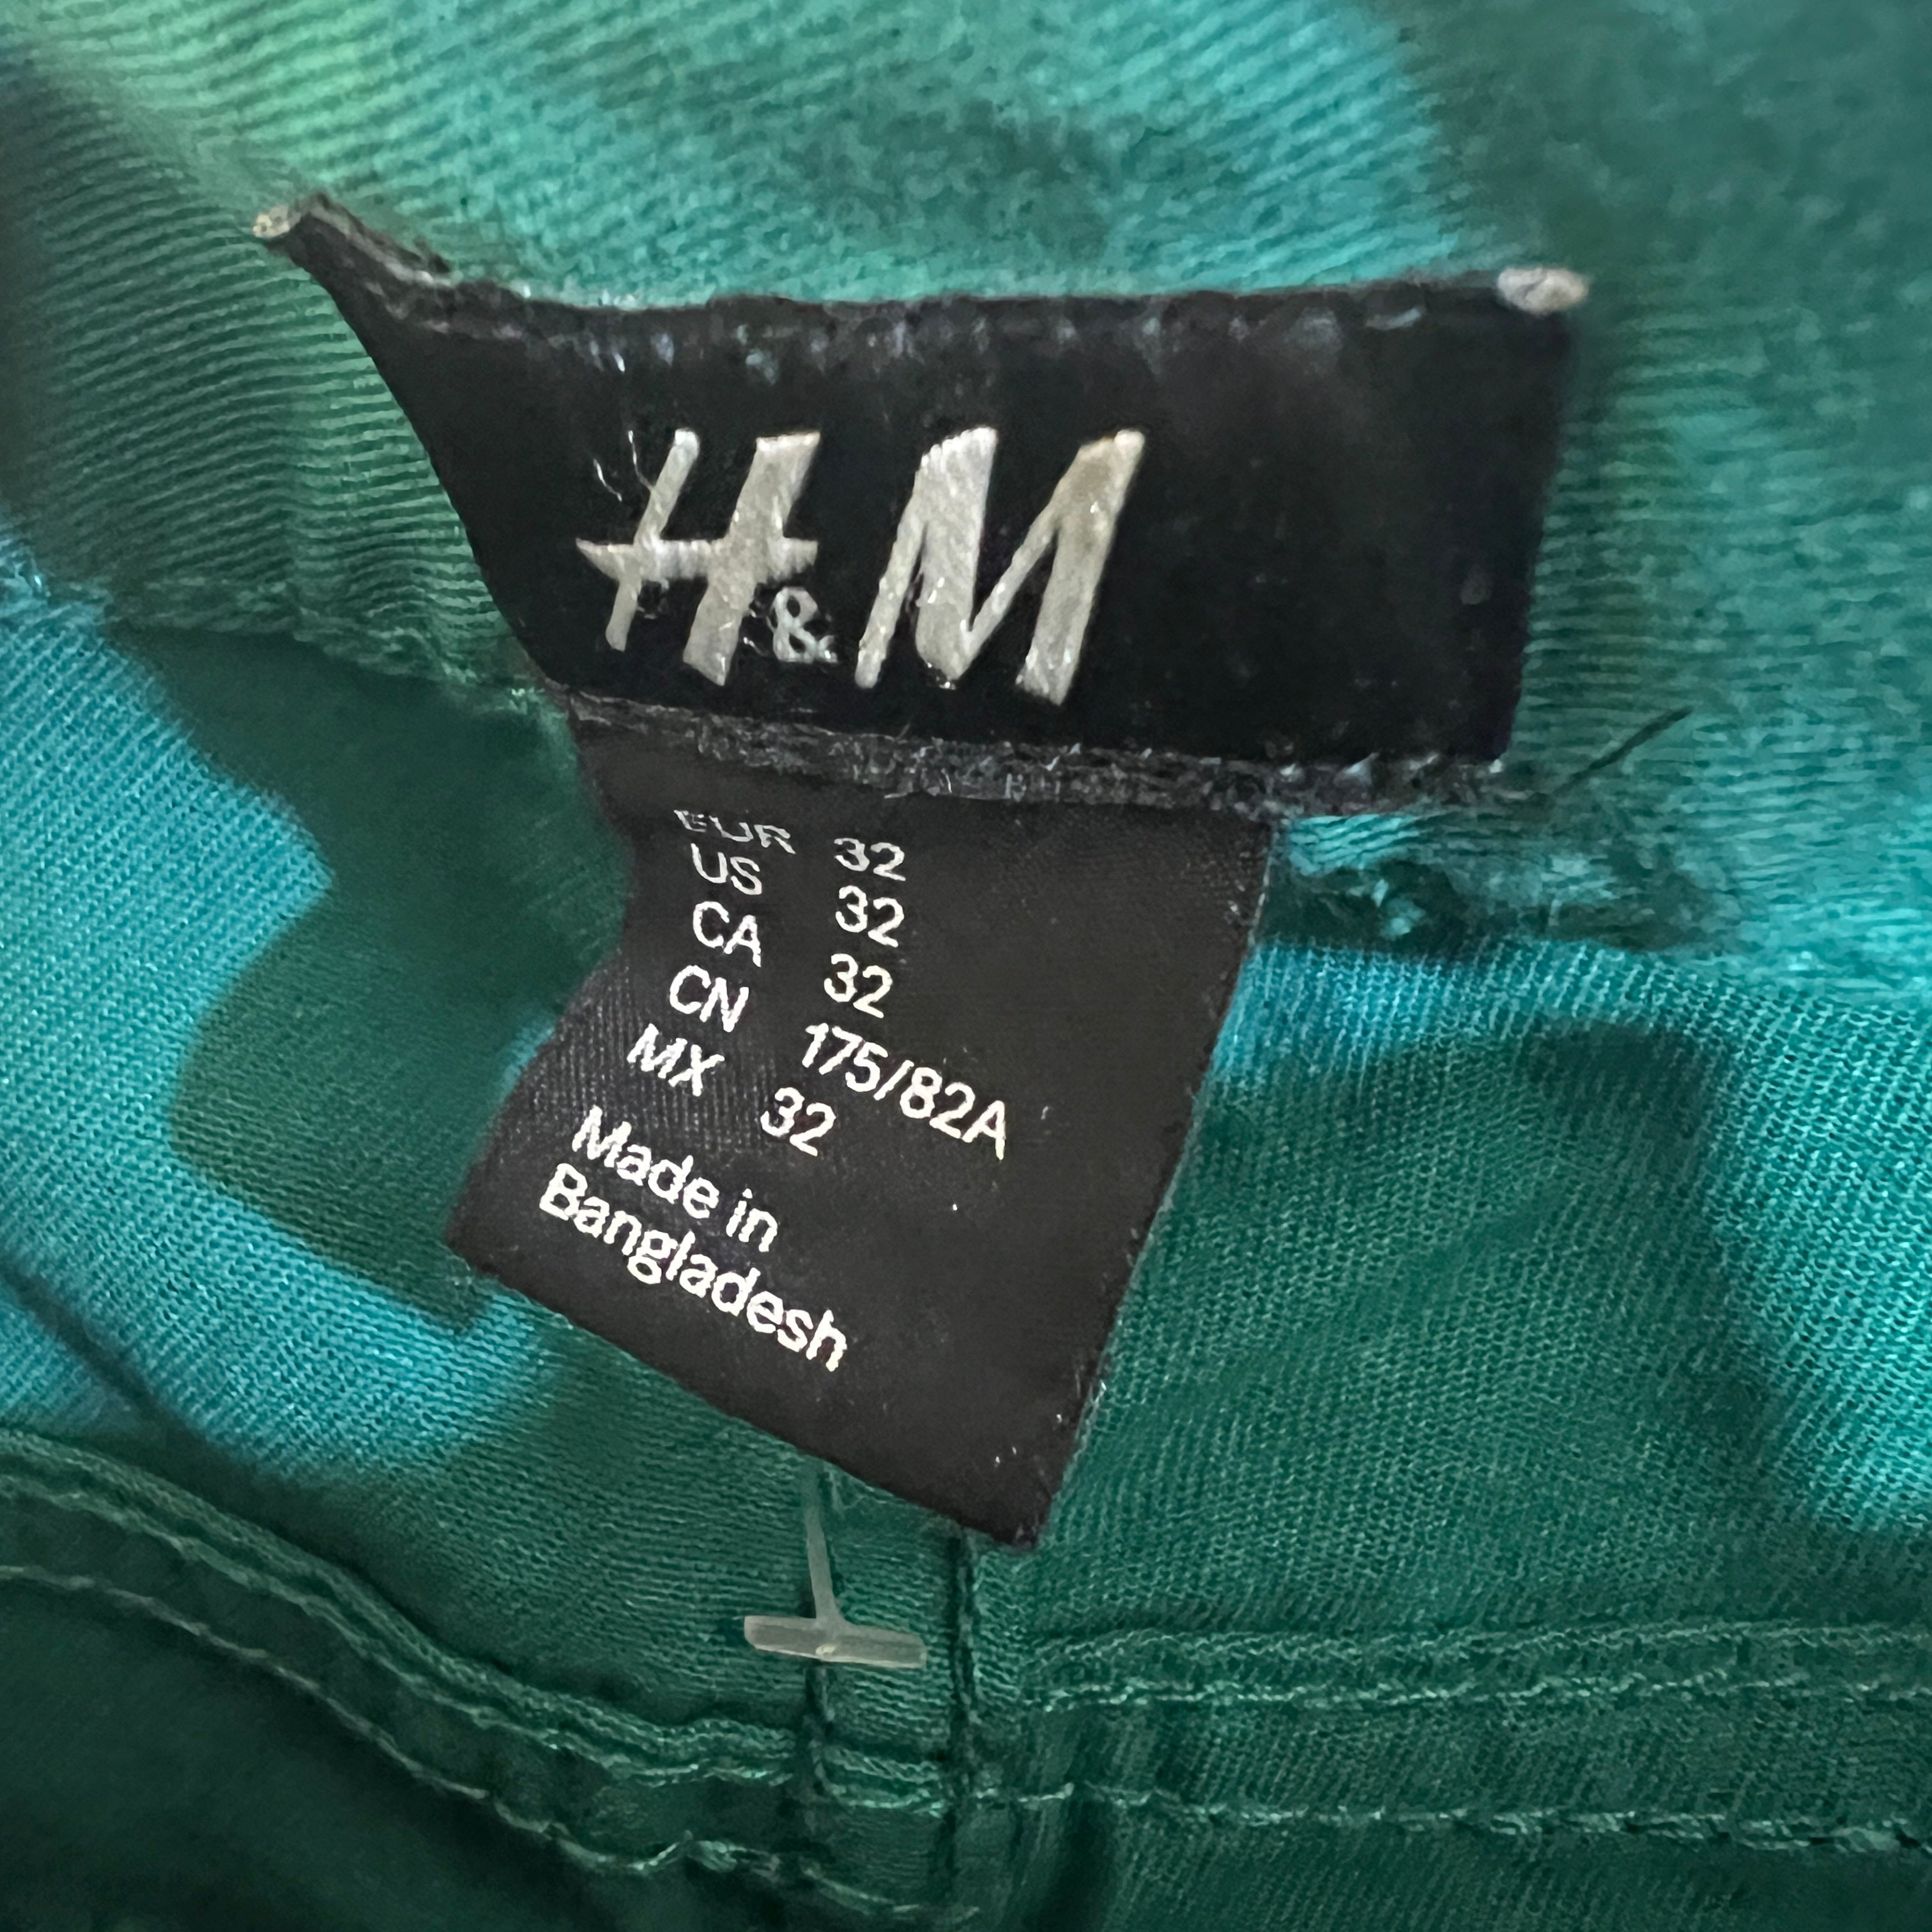 H&M
EUR 32
US 32
CA 32
CN 175/82A
MX 32
Made in
Bangladesh